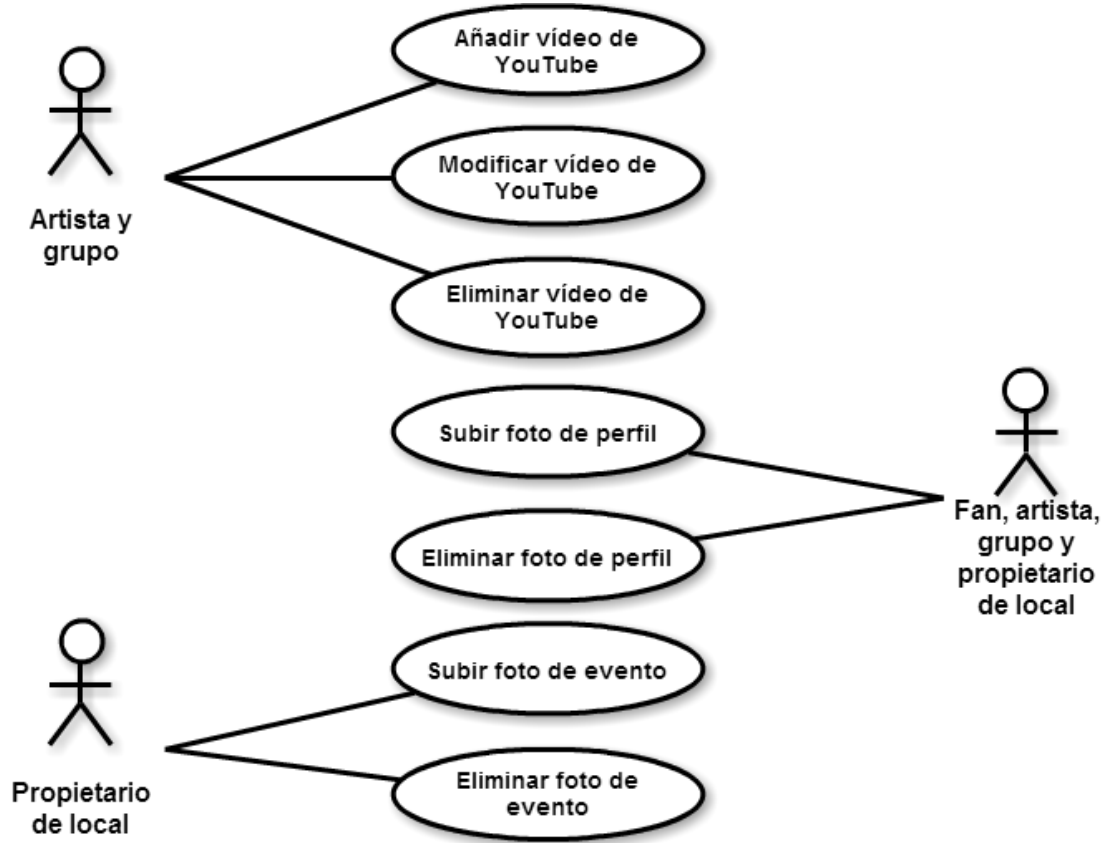 Añadir vídeo de
YouTube
Modificar vídeo de
YouTube
Artista y
grupo
Eliminar vídeo de
YouTube
Subir foto de perfil
Eliminar foto de perfil
Fan, artista,
grupo y
propietario
de local
Subir foto de evento
Eliminar foto de
evento
Propietario
de local